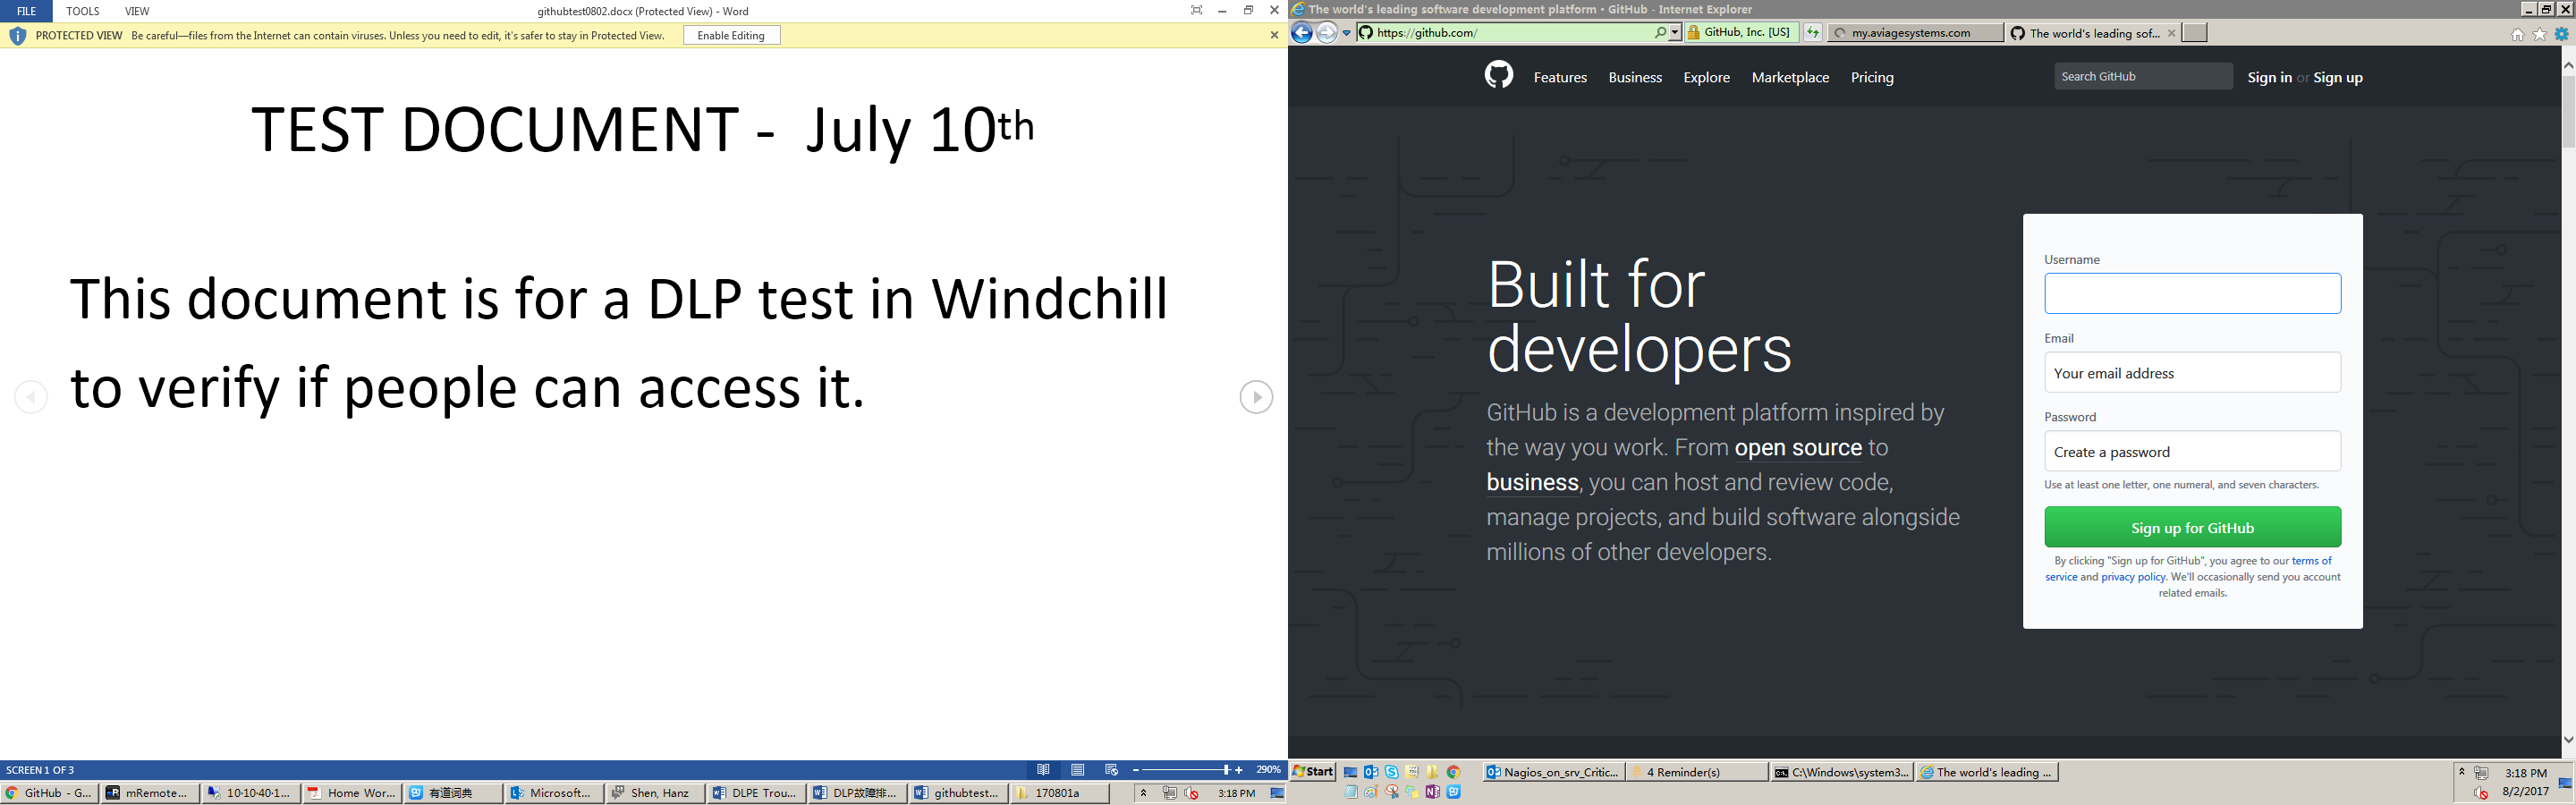 FILE TOOLS VIEW githubtest0802.docx (Protected View) - Word
PROTECTED VIEW Be careful—files from the Internet can contain viruses. Unless you need to edit, it's safer to stay in Protected View. Enable Editing
TEST DOCUMENT - July 10th
This document is for a DLP test in Windchill
to verify if people can access it.
SCREEN 1 OF 3 290%
GitHub - G... mRemote... 10-10-40-1... Home Wor... 有道词典 Microsoft... Shen, Hanz DLPE Trou... DLP故障排... githubtest... 170801a 3:18 PM
The world's leading software development platform • GitHub - Internet Explorer
https://github.com/ GitHub, Inc. [US] my.aviagesystems.com The world's leading sof...
Features Business Explore Marketplace Pricing Search GitHub Sign in or Sign up
Built for
developers
GitHub is a development platform inspired by
the way you work. From open source to
business, you can host and review code,
manage projects, and build software alongside
millions of other developers.
Username
Email
Your email address
Password
Create a password
Use at least one letter, one numeral, and seven characters.
Sign up for GitHub
By clicking "Sign up for GitHub", you agree to our terms of
service and privacy policy. We'll occasionally send you account
related emails.
Start Nagios_on_srv_Critic... 4 Reminder(s) C:\Windows\system3... The world's leading ... 3:18 PM
8/2/2017